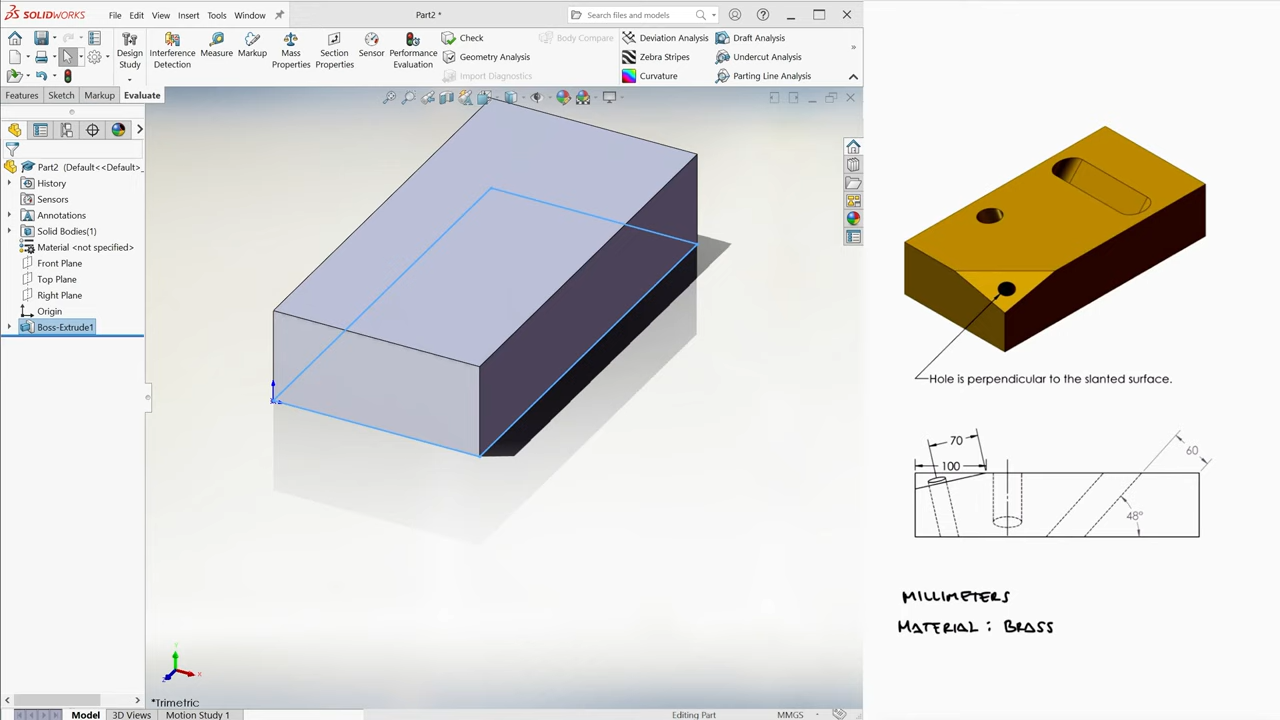 SOLIDWORKS File Edit View Insert Tools Window Part2 * Search files and models
Design Study
Interference Detection
Measure
Markup
Mass Properties
Section Properties
Sensor
Performance Evaluation
Check
Geometry Analysis
Import Diagnostics
Body Compare
Deviation Analysis
Zebra Stripes
Curvature
Draft Analysis
Undercut Analysis
Parting Line Analysis
Features Sketch Markup Evaluate
Part2 (Default<<Default>_
History
Sensors
Annotations
Solid Bodies(1)
Material <not specified>
Front Plane
Top Plane
Right Plane
Origin
Boss-Extrude1
Y
X
Z
*Trimetric
Model 3D Views Motion Study 1
Editing Part MMGS
Hole is perpendicular to the slanted surface.
70
100
60
48°
MILLIMETERS
MATERIAL: BRASS